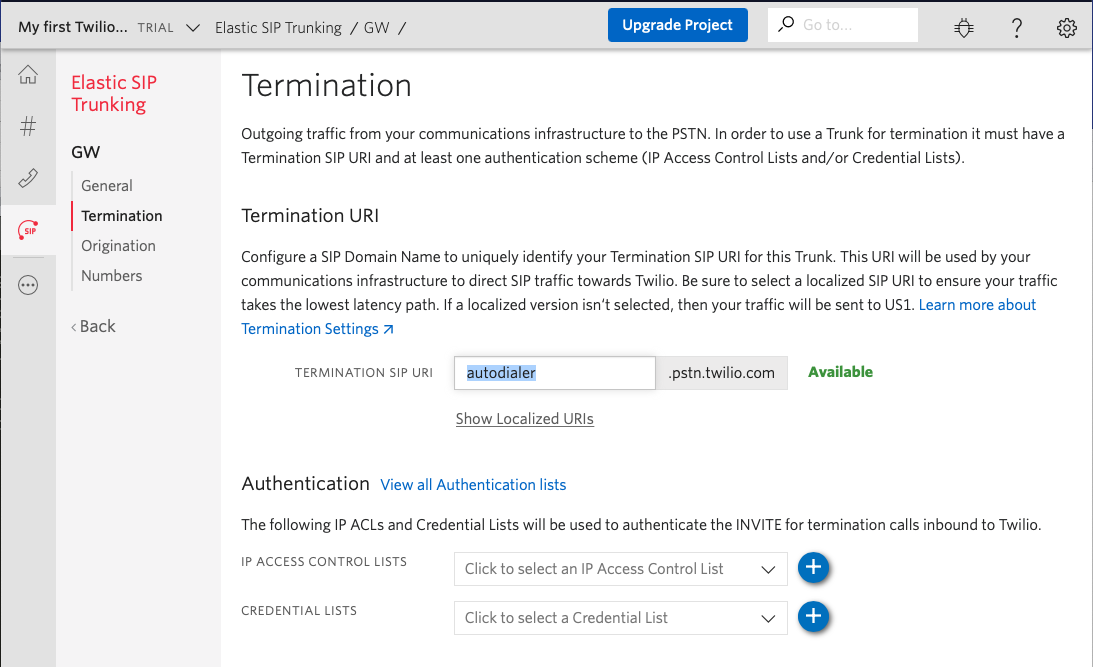 My first Twilio... TRIAL Elastic SIP Trunking / GW / Upgrade Project Go to... ?
Elastic SIP
Trunking
GW
General
Termination
Origination
Numbers
‹ Back
#
SIP
Termination
Outgoing traffic from your communications infrastructure to the PSTN. In order to use a Trunk for termination it must have a
Termination SIP URI and at least one authentication scheme (IP Access Control Lists and/or Credential Lists).
Termination URI
Configure a SIP Domain Name to uniquely identify your Termination SIP URI for this Trunk. This URI will be used by your
communications infrastructure to direct SIP traffic towards Twilio. Be sure to select a localized SIP URI to ensure your traffic
takes the lowest latency path. If a localized version isn't selected, then your traffic will be sent to US1. Learn more about
Termination Settings
TERMINATION SIP URI autodialer .pstn.twilio.com Available
Show Localized URIs
Authentication View all Authentication lists
The following IP ACLs and Credential Lists will be used to authenticate the INVITE for termination calls inbound to Twilio.
IP ACCESS CONTROL LISTS Click to select an IP Access Control List
CREDENTIAL LISTS Click to select a Credential List